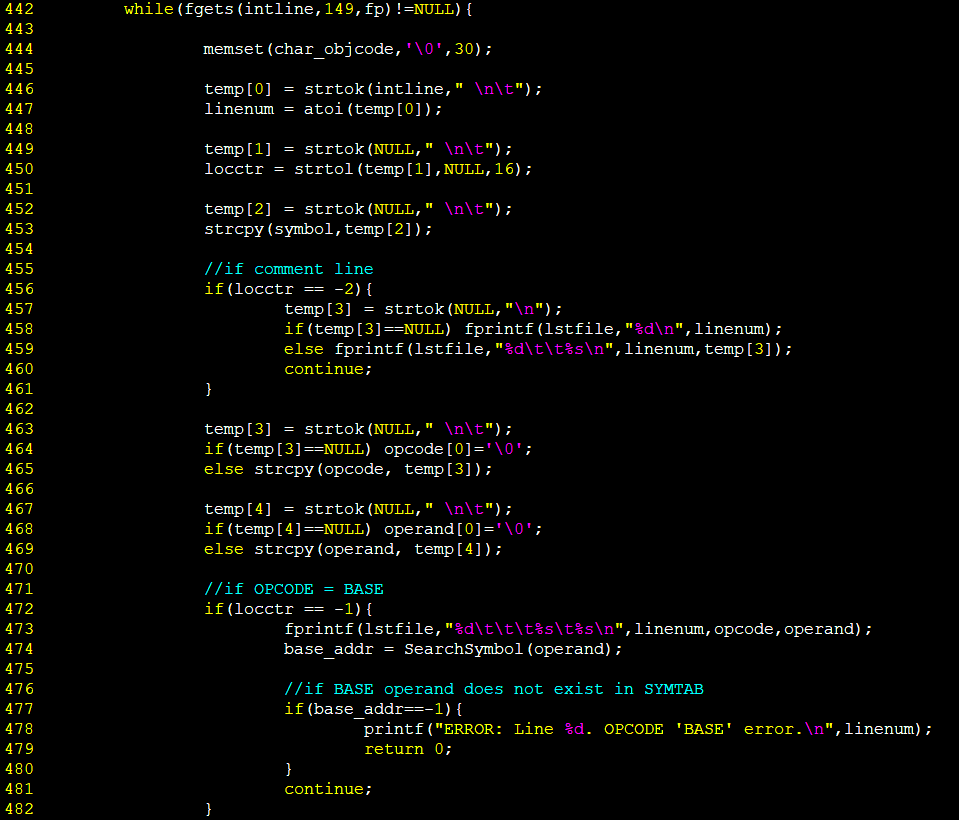 442         while(fgets(intline,149,fp)!=NULL){
443
444                 memset(char_objcode,'\0',30);
445
446                 temp[0] = strtok(intline," \n\t");
447                 linenum = atoi(temp[0]);
448
449                 temp[1] = strtok(NULL," \n\t");
450                 locctr = strtol(temp[1],NULL,16);
451
452                 temp[2] = strtok(NULL," \n\t");
453                 strcpy(symbol,temp[2]);
454
455                 //if comment line
456                 if(locctr == -2){
457                         temp[3] = strtok(NULL,"\n");
458                         if(temp[3]==NULL) fprintf(lstfile,"%d\n",linenum);
459                         else fprintf(lstfile,"%d\t\t%s\n",linenum,temp[3]);
460                         continue;
461                 }
462
463                 temp[3] = strtok(NULL," \n\t");
464                 if(temp[3]==NULL) opcode[0]='\0';
465                 else strcpy(opcode, temp[3]);
466
467                 temp[4] = strtok(NULL," \n\t");
468                 if(temp[4]==NULL) operand[0]='\0';
469                 else strcpy(operand, temp[4]);
470
471                 //if OPCODE = BASE
472                 if(locctr == -1){
473                         fprintf(lstfile,"%d\t\t\t%s\t%s\n",linenum,opcode,operand);
474                         base_addr = SearchSymbol(operand);
475
476                         //if BASE operand does not exist in SYMTAB
477                         if(base_addr==-1){
478                                 printf("ERROR: Line %d. OPCODE 'BASE' error.\n",linenum);
479                                 return 0;
480                         }
481                         continue;
482                 }